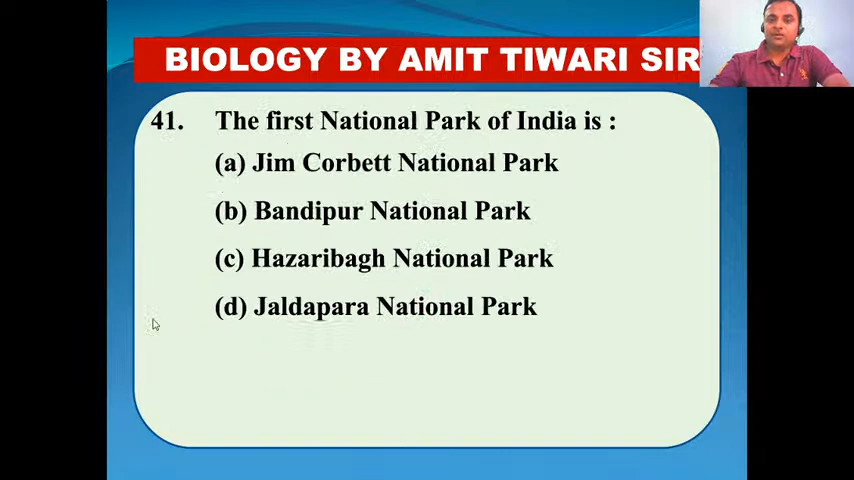 BIOLOGY BY AMIT TIWARI SIR
41. The first National Park of India is :
(a) Jim Corbett National Park
(b) Bandipur National Park
(c) Hazaribagh National Park
(d) Jaldapara National Park